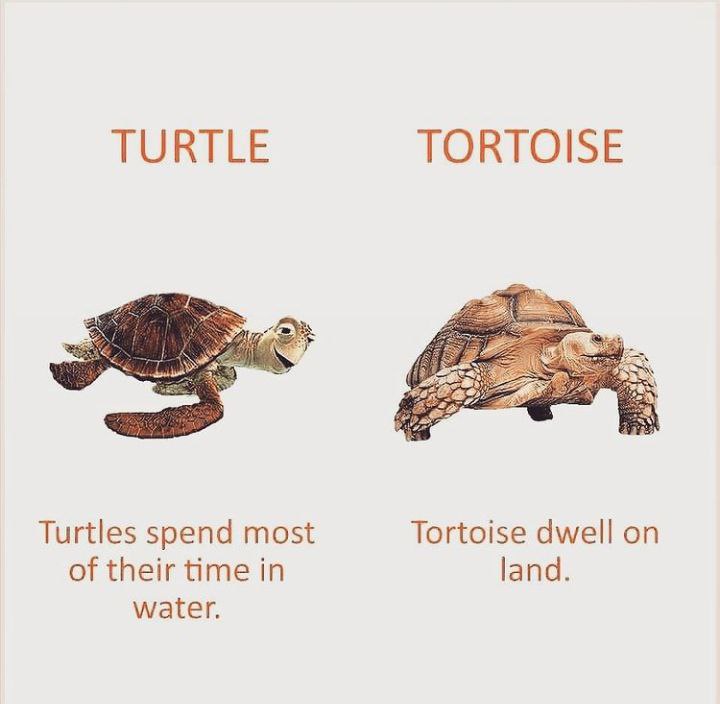 TURTLE
TORTOISE
Turtles spend most
of their time in
water.
Tortoise dwell on
land.